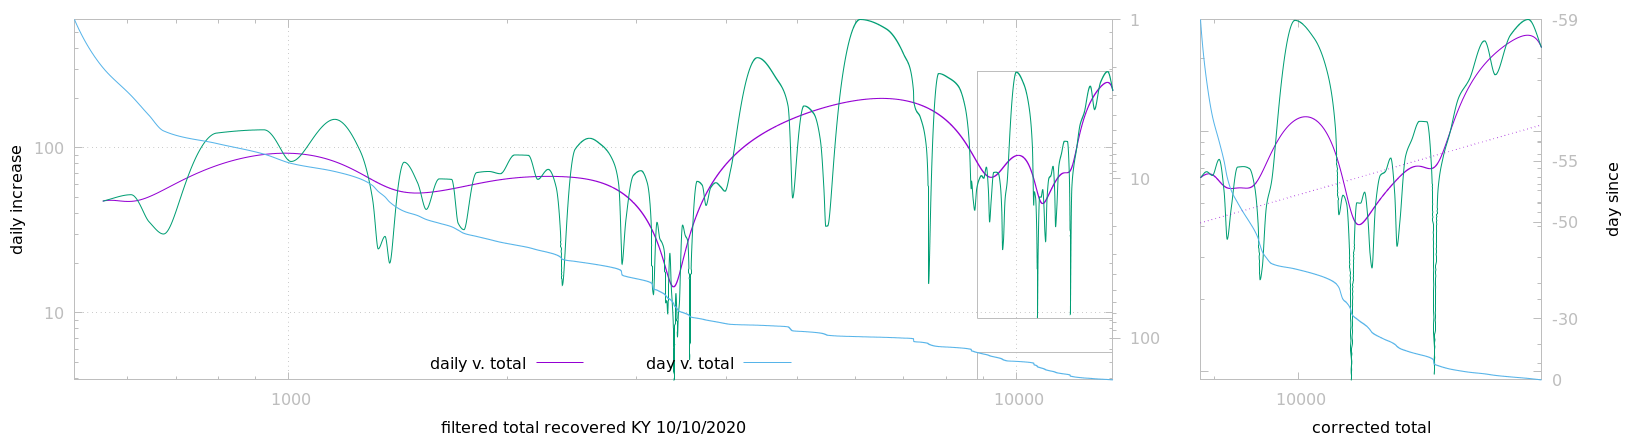 daily increase
100
10
1000
10000
1
10
100
daily v. total
day v. total
filtered total recovered KY 10/10/2020
10000
corrected total
-59
-55
-50
-30
0
day since